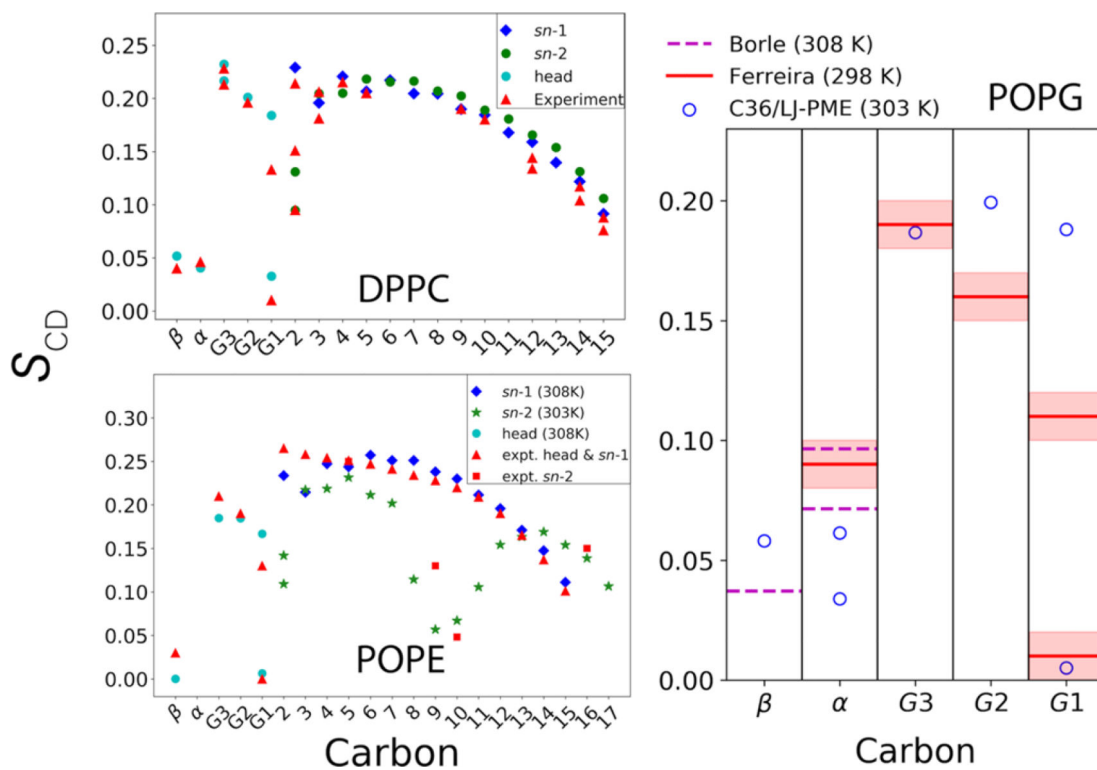 S_CD
0.25
0.20
0.15
0.10
0.05
0.00
sn-1
sn-2
head
Experiment
DPPC
β α G3 G2 G1 2 3 4 5 6 7 8 9 10 11 12 13 14 15
0.30
0.25
0.20
0.15
0.10
0.05
0.00
sn-1 (308K)
sn-2 (303K)
head (308K)
expt. head & sn-1
expt. sn-2
POPE
β α G3 G2 G1 2 3 4 5 6 7 8 9 10 11 12 13 14 15 16 17
Carbon
Borle (308 K)
Ferreira (298 K)
C36/LJ-PME (303 K)
POPG
0.20
0.15
0.10
0.05
0.00
β α G3 G2 G1
Carbon